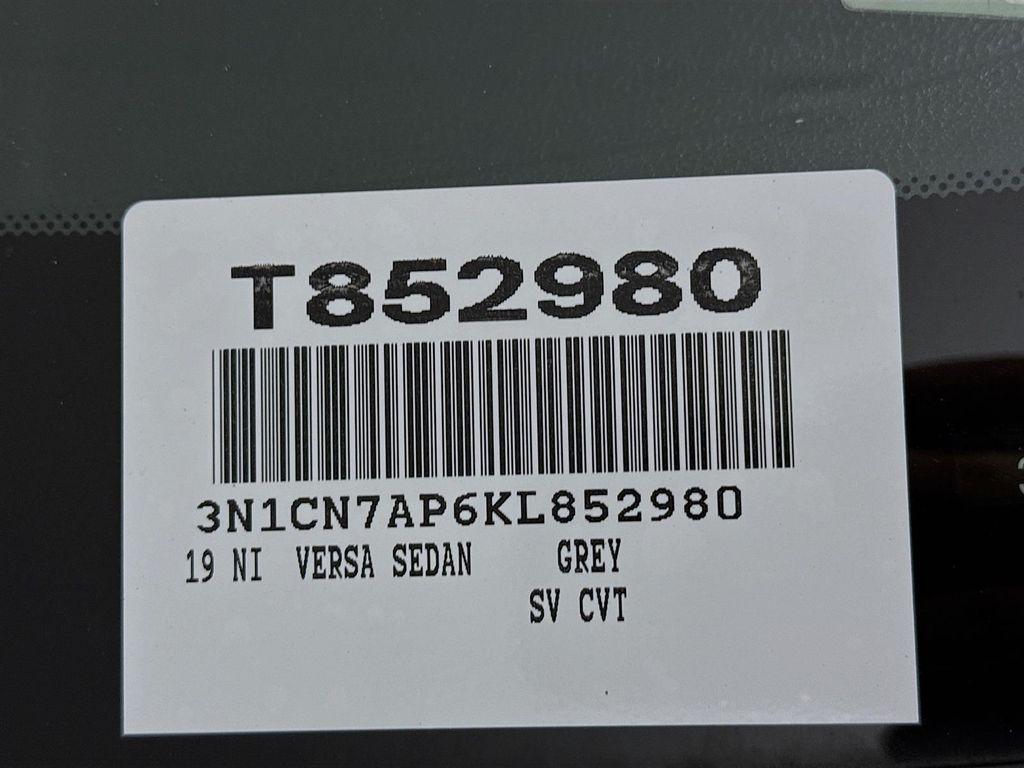 T852980
3N1CN7AP6KL852980
19 NI VERSA SEDAN GREY
SV CVT